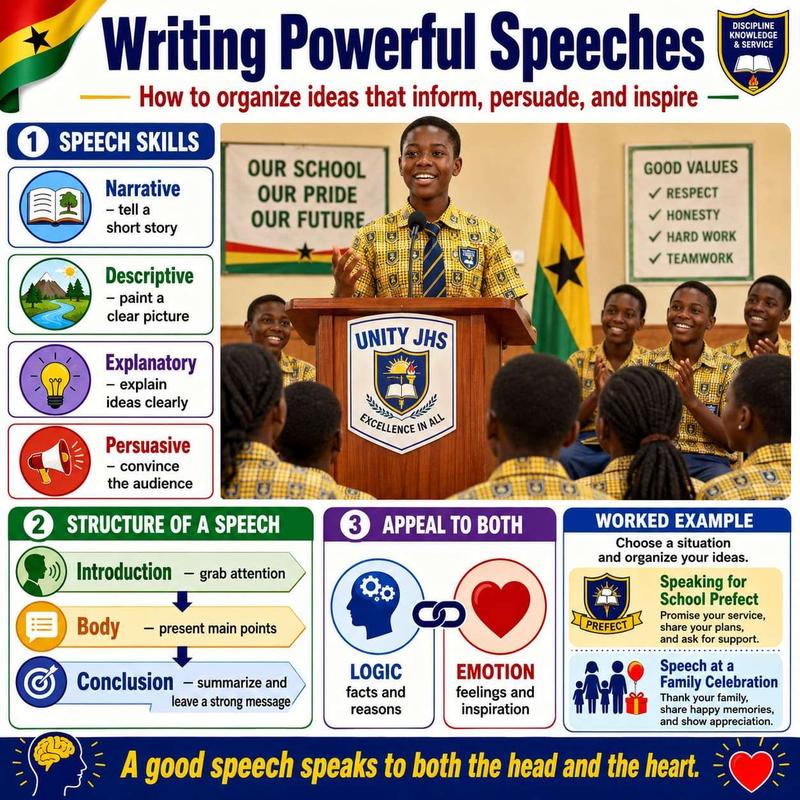 Writing Powerful Speeches
DISCIPLINE
KNOWLEDGE
& SERVICE
How to organize ideas that inform, persuade, and inspire
1 SPEECH SKILLS
Narrative
– tell a
short story
Descriptive
– paint a
clear picture
Explanatory
– explain
ideas clearly
Persuasive
– convince
the audience
OUR SCHOOL
OUR PRIDE
OUR FUTURE
GOOD VALUES
✓ RESPECT
✓ HONESTY
✓ HARD WORK
✓ TEAMWORK
UNITY JHS
EXCELLENCE IN ALL
2 STRUCTURE OF A SPEECH
Introduction – grab attention
Body – present main points
Conclusion – summarize and
leave a strong message
3 APPEAL TO BOTH
LOGIC
facts and
reasons
EMOTION
feelings and
inspiration
WORKED EXAMPLE
Choose a situation
and organize your ideas.
PREFECT
Speaking for
School Prefect
Promise your service,
share your plans,
and ask for support.
Speech at a
Family Celebration
Thank your family,
share happy memories,
and show appreciation.
A good speech speaks to both the head and the heart.